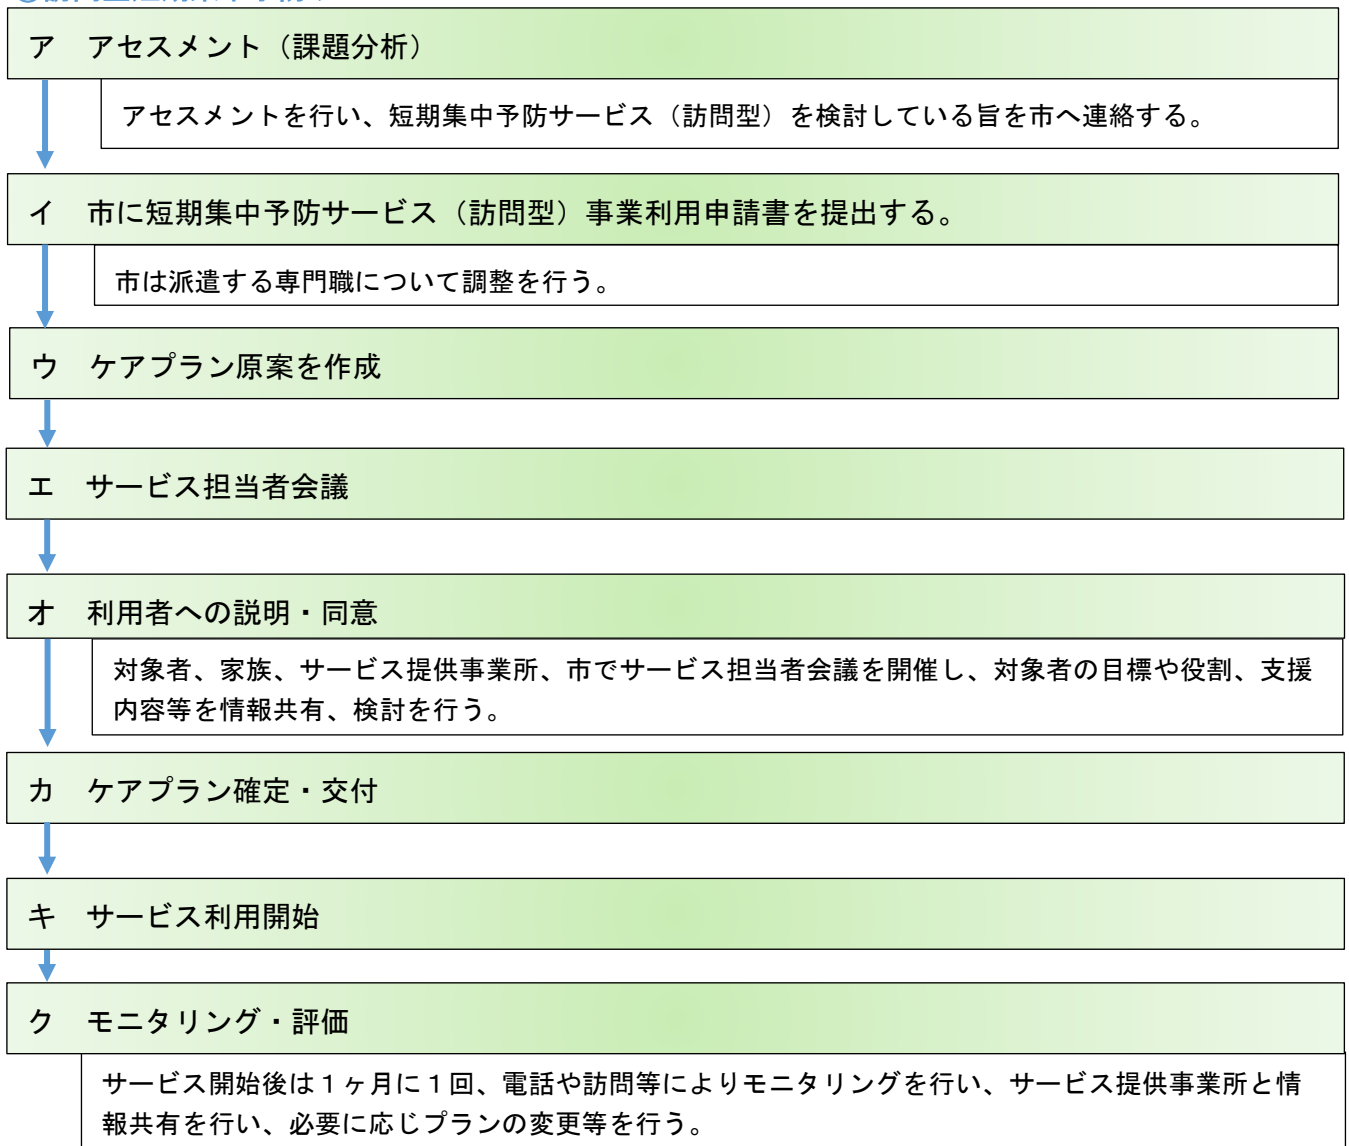 ア　アセスメント（課題分析）
アセスメントを行い、短期集中予防サービス（訪問型）を検討している旨を市へ連絡する。
イ　市に短期集中予防サービス（訪問型）事業利用申請書を提出する。
市は派遣する専門職について調整を行う。
ウ　ケアプラン原案を作成
エ　サービス担当者会議
オ　利用者への説明・同意
対象者、家族、サービス提供事業所、市でサービス担当者会議を開催し、対象者の目標や役割、支援
内容等を情報共有、検討を行う。
カ　ケアプラン確定・交付
キ　サービス利用開始
ク　モニタリング・評価
サービス開始後は１ヶ月に１回、電話や訪問等によりモニタリングを行い、サービス提供事業所と情
報共有を行い、必要に応じプランの変更等を行う。